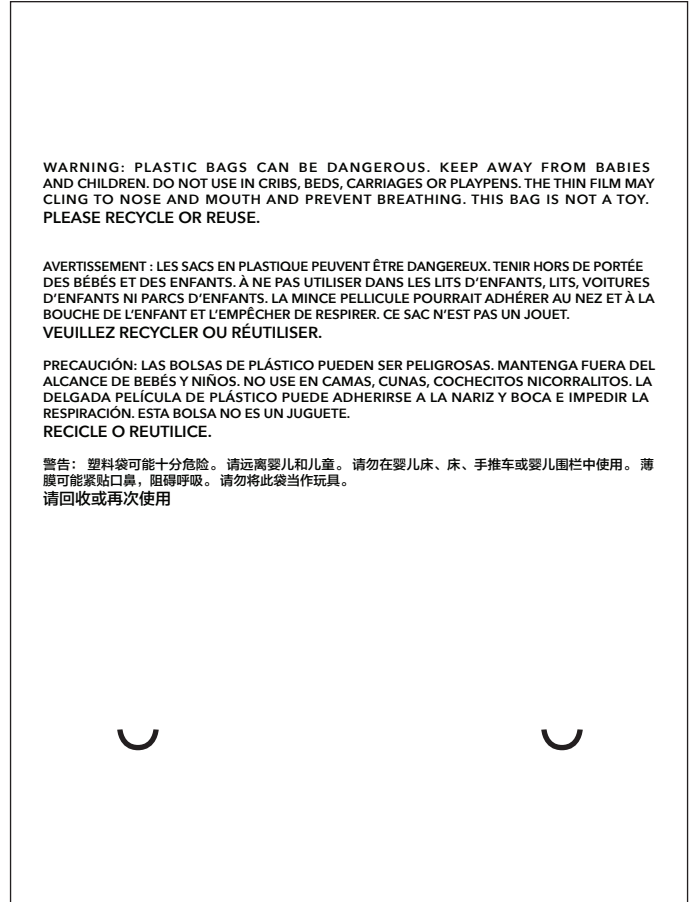 WARNING: PLASTIC BAGS CAN BE DANGEROUS. KEEP AWAY FROM BABIES
AND CHILDREN. DO NOT USE IN CRIBS, BEDS, CARRIAGES OR PLAYPENS. THE THIN FILM MAY
CLING TO NOSE AND MOUTH AND PREVENT BREATHING. THIS BAG IS NOT A TOY.
PLEASE RECYCLE OR REUSE.
AVERTISSEMENT : LES SACS EN PLASTIQUE PEUVENT ÊTRE DANGEREUX. TENIR HORS DE PORTÉE
DES BÉBÉS ET DES ENFANTS. À NE PAS UTILISER DANS LES LITS D’ENFANTS, LITS, VOITURES
D’ENFANTS NI PARCS D’ENFANTS. LA MINCE PELLICULE POURRAIT ADHÉRER AU NEZ ET À LA
BOUCHE DE L’ENFANT ET L’EMPÊCHER DE RESPIRER. CE SAC N’EST PAS UN JOUET.
VEUILLEZ RECYCLER OU RÉUTILISER.
PRECAUCIÓN: LAS BOLSAS DE PLÁSTICO PUEDEN SER PELIGROSAS. MANTENGA FUERA DEL
ALCANCE DE BEBÉS Y NIÑOS. NO USE EN CAMAS, CUNAS, COCHECITOS NICORRALITOS. LA
DELGADA PELÍCULA DE PLÁSTICO PUEDE ADHERIRSE A LA NARIZ Y BOCA E IMPEDIR LA
RESPIRACIÓN. ESTA BOLSA NO ES UN JUGUETE.
RECICLE O REUTILICE.
警告： 塑料袋可能十分危险。 请远离婴儿和儿童。 请勿在婴儿床、床、手推车或婴儿围栏中使用。 薄
膜可能紧贴口鼻，阻碍呼吸。 请勿将此袋当作玩具。
请回收或再次使用